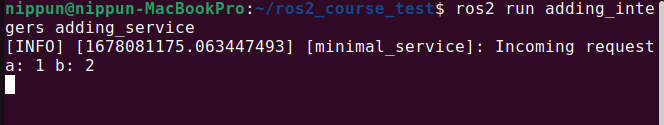 nippun@nippun-MacBookPro:~/ros2_course_test$ ros2 run adding_inte
gers adding_service
[INFO] [1678081175.063447493] [minimal_service]: Incoming request
a: 1 b: 2